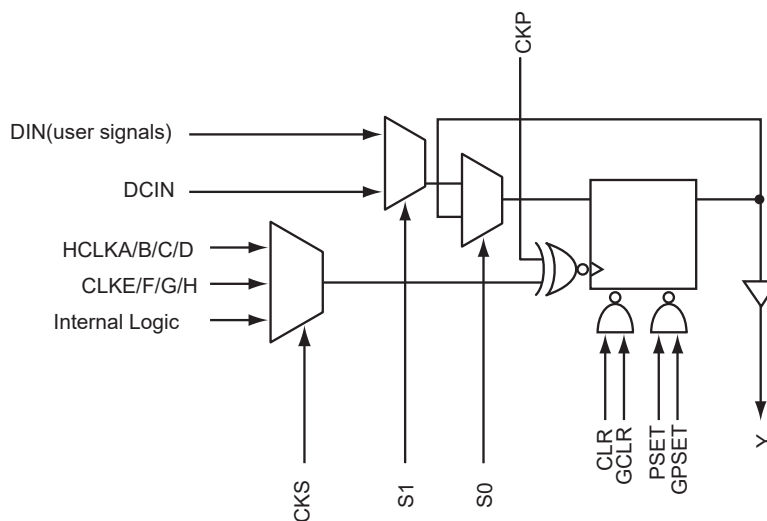 CKP
DIN(user signals)
DCIN
HCLKA/B/C/D
CLKE/F/G/H
Internal Logic
CKS
S1
S0
CLR
GCLR
PSET
GPSET
Y